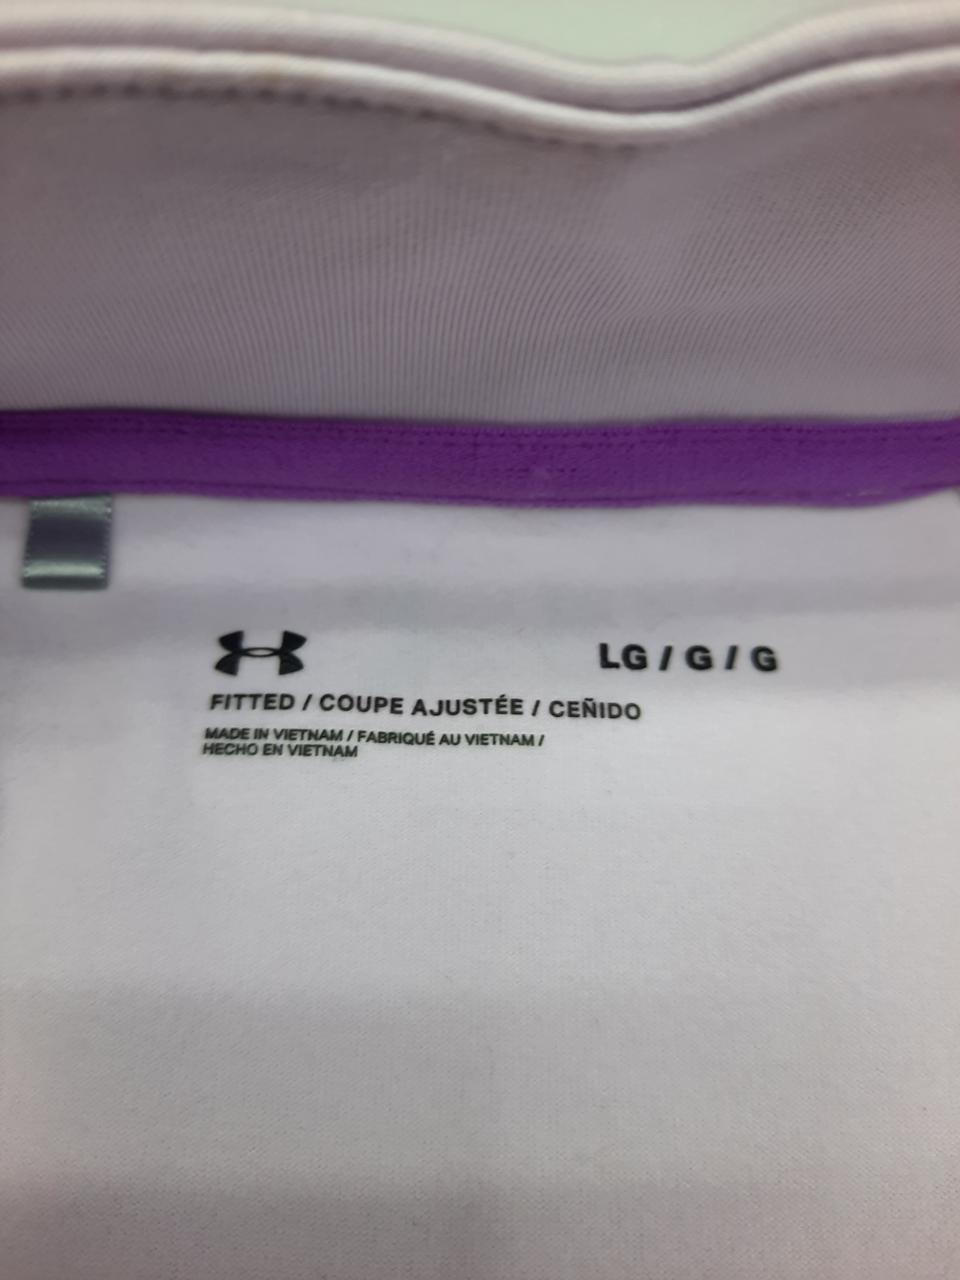 LG / G / G
FITTED / COUPE AJUSTÉE / CEÑIDO
MADE IN VIETNAM / FABRIQUÉ AU VIETNAM /
HECHO EN VIETNAM